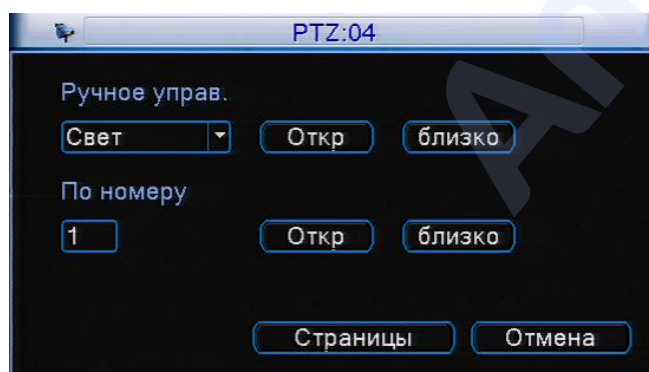 PTZ:04
Ручное управ.
Свет Откр близко
По номеру
1 Откр близко
Страницы Отмена